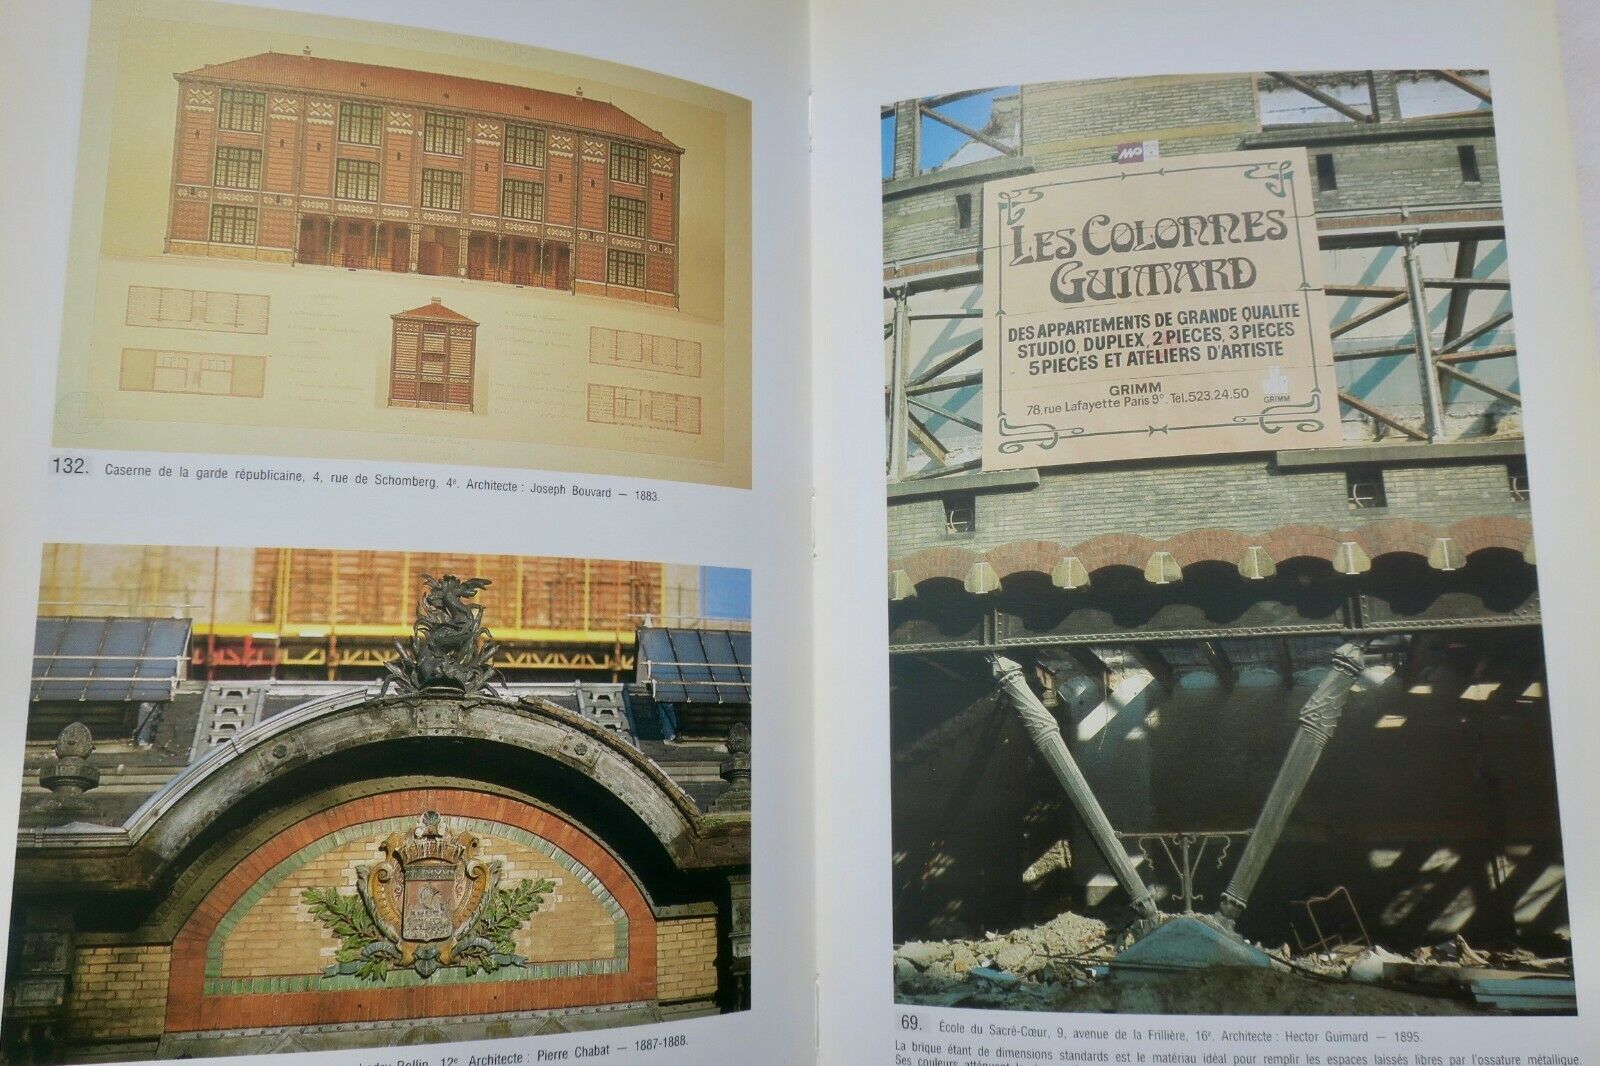 132. Caserne de la garde républicaine, 4, rue de Schomberg, 4e. Architecte : Joseph Bouvard — 1883.
Rollin, 12e Architecte : Pierre Chabat — 1887-1888.
LES COLONNES
GUIMARD
DES APPARTEMENTS DE GRANDE QUALITE
STUDIO, DUPLEX, 2 PIECES, 3 PIECES
5 PIECES ET ATELIERS D'ARTISTE
GRIMM
78, rue Lafayette Paris 9e. Tel. 523.24.50
GRIMM
69. École du Sacré-Cœur, 9, avenue de la Frillière, 16e. Architecte : Hector Guimard — 1895.
La brique étant de dimensions standards est le matériau idéal pour remplir les espaces laissés libres par l'ossature métallique.
Ses couleurs